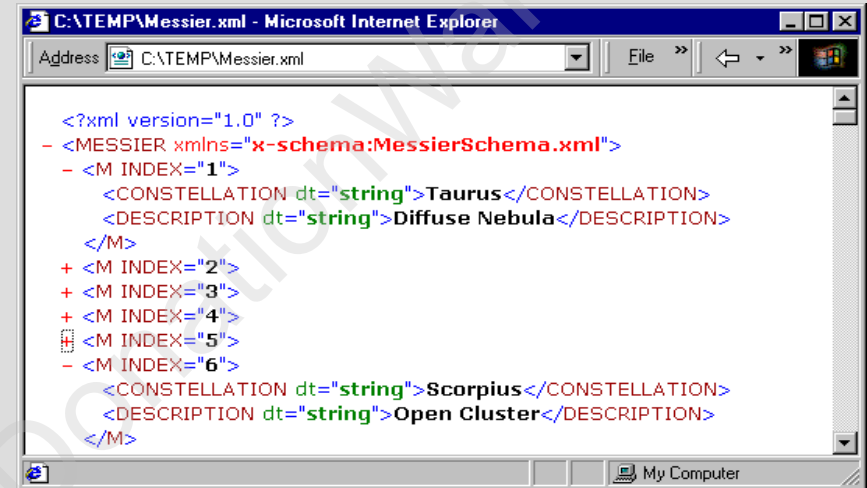 C:\TEMP\Messier.xml - Microsoft Internet Explorer
Address C:\TEMP\Messier.xml File » »
<?xml version="1.0" ?>
- <MESSIER xmlns="x-schema:MessierSchema.xml">
- <M INDEX="1">
<CONSTELLATION dt="string">Taurus</CONSTELLATION>
<DESCRIPTION dt="string">Diffuse Nebula</DESCRIPTION>
</M>
+ <M INDEX="2">
+ <M INDEX="3">
+ <M INDEX="4">
+ <M INDEX="5">
- <M INDEX="6">
<CONSTELLATION dt="string">Scorpius</CONSTELLATION>
<DESCRIPTION dt="string">Open Cluster</DESCRIPTION>
</M>
My Computer